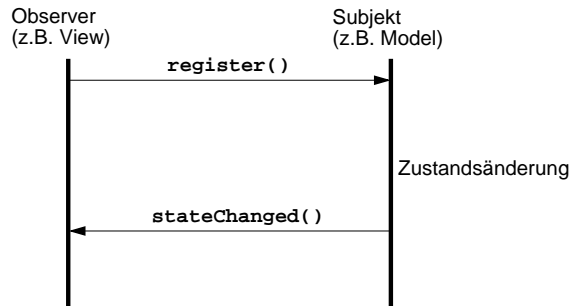 Observer
(z.B. View)
Subjekt
(z.B. Model)
register()
Zustandsänderung
stateChanged()